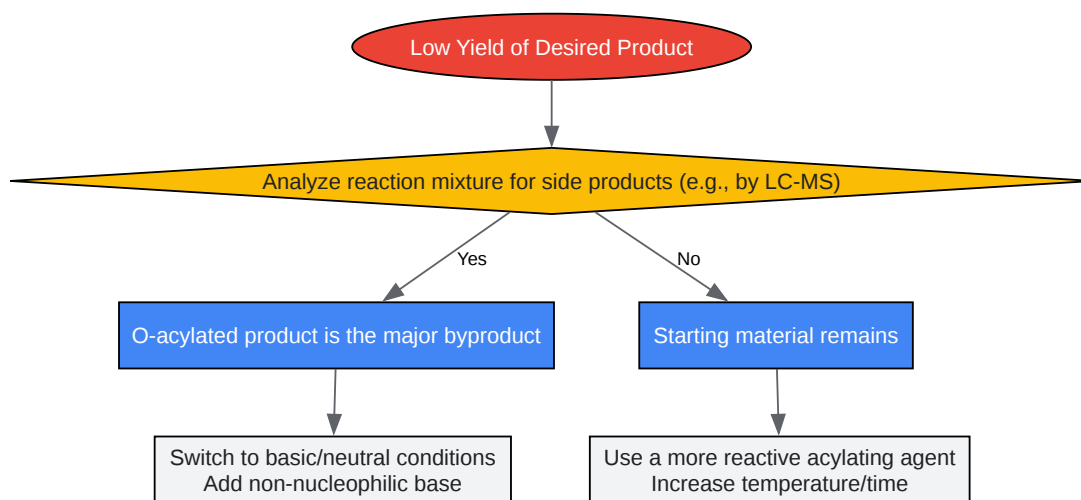 Low Yield of Desired Product
Analyze reaction mixture for side products (e.g., by LC-MS)
Yes
No
O-acylated product is the major byproduct
Starting material remains
Switch to basic/neutral conditions
Add non-nucleophilic base
Use a more reactive acylating agent
Increase temperature/time